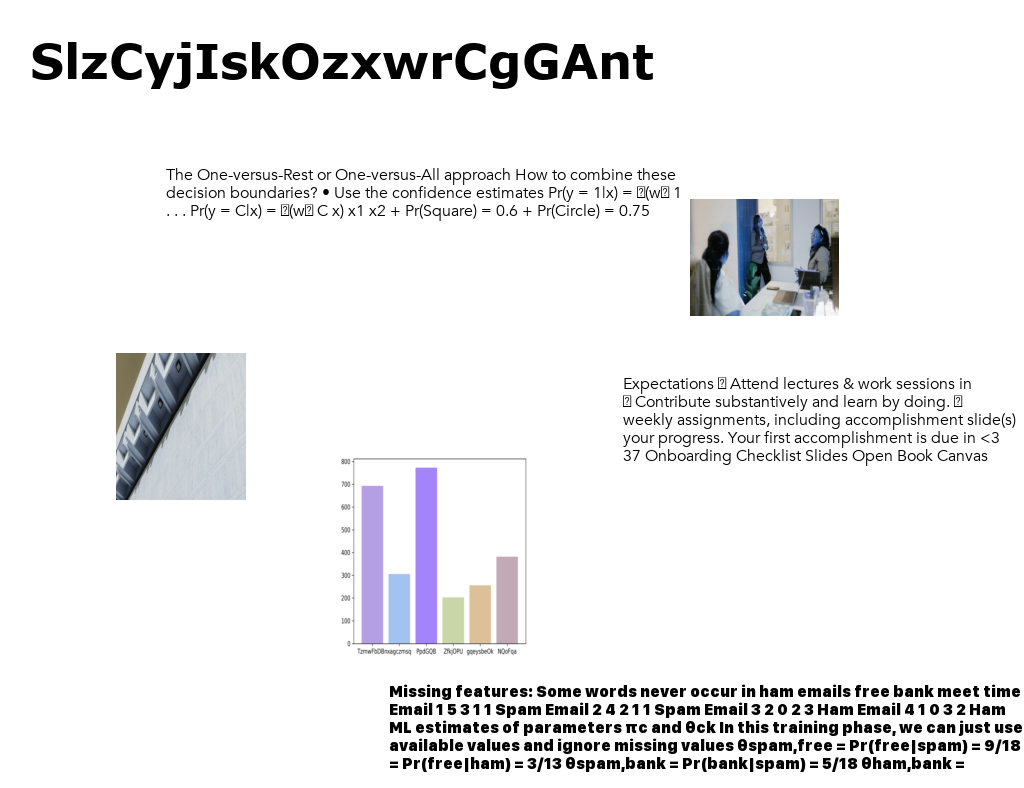 SlzCyjIskOzxwrCgGAnt
The One-versus-Rest or One-versus-All approach How to combine these
decision boundaries? • Use the confidence estimates Pr(y = 1|x) = (w 1
. . . Pr(y = C|x) = (w C x) x1 x2 + Pr(Square) = 0.6 + Pr(Circle) = 0.75
Expectations Attend lectures & work sessions in
Contribute substantively and learn by doing.
weekly assignments, including accomplishment slide(s)
your progress. Your first accomplishment is due in <3
37 Onboarding Checklist Slides Open Book Canvas
800
700
600
500
400
300
200
100
0
PpdGQB ZfkjOPU gqeysbeOk NQoFqa
Missing features: Some words never occur in ham emails free bank meet time
Email 1 5 3 1 1 Spam Email 2 4 2 1 1 Spam Email 3 2 0 2 3 Ham Email 4 1 0 3 2 Ham
ML estimates of parameters πc and θck In this training phase, we can just use
available values and ignore missing values θspam,free = Pr(free|spam) = 9/18
= Pr(free|ham) = 3/13 θspam,bank = Pr(bank|spam) = 5/18 θham,bank =